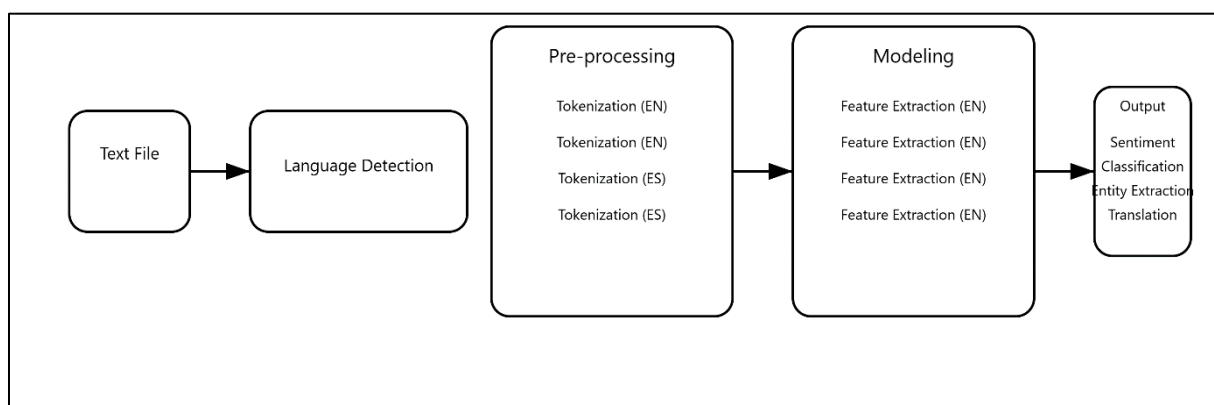 Text File
Language Detection
Pre-processing
Tokenization (EN)
Tokenization (EN)
Tokenization (ES)
Tokenization (ES)
Modeling
Feature Extraction (EN)
Feature Extraction (EN)
Feature Extraction (EN)
Feature Extraction (EN)
Output
Sentiment
Classification
Entity Extraction
Translation